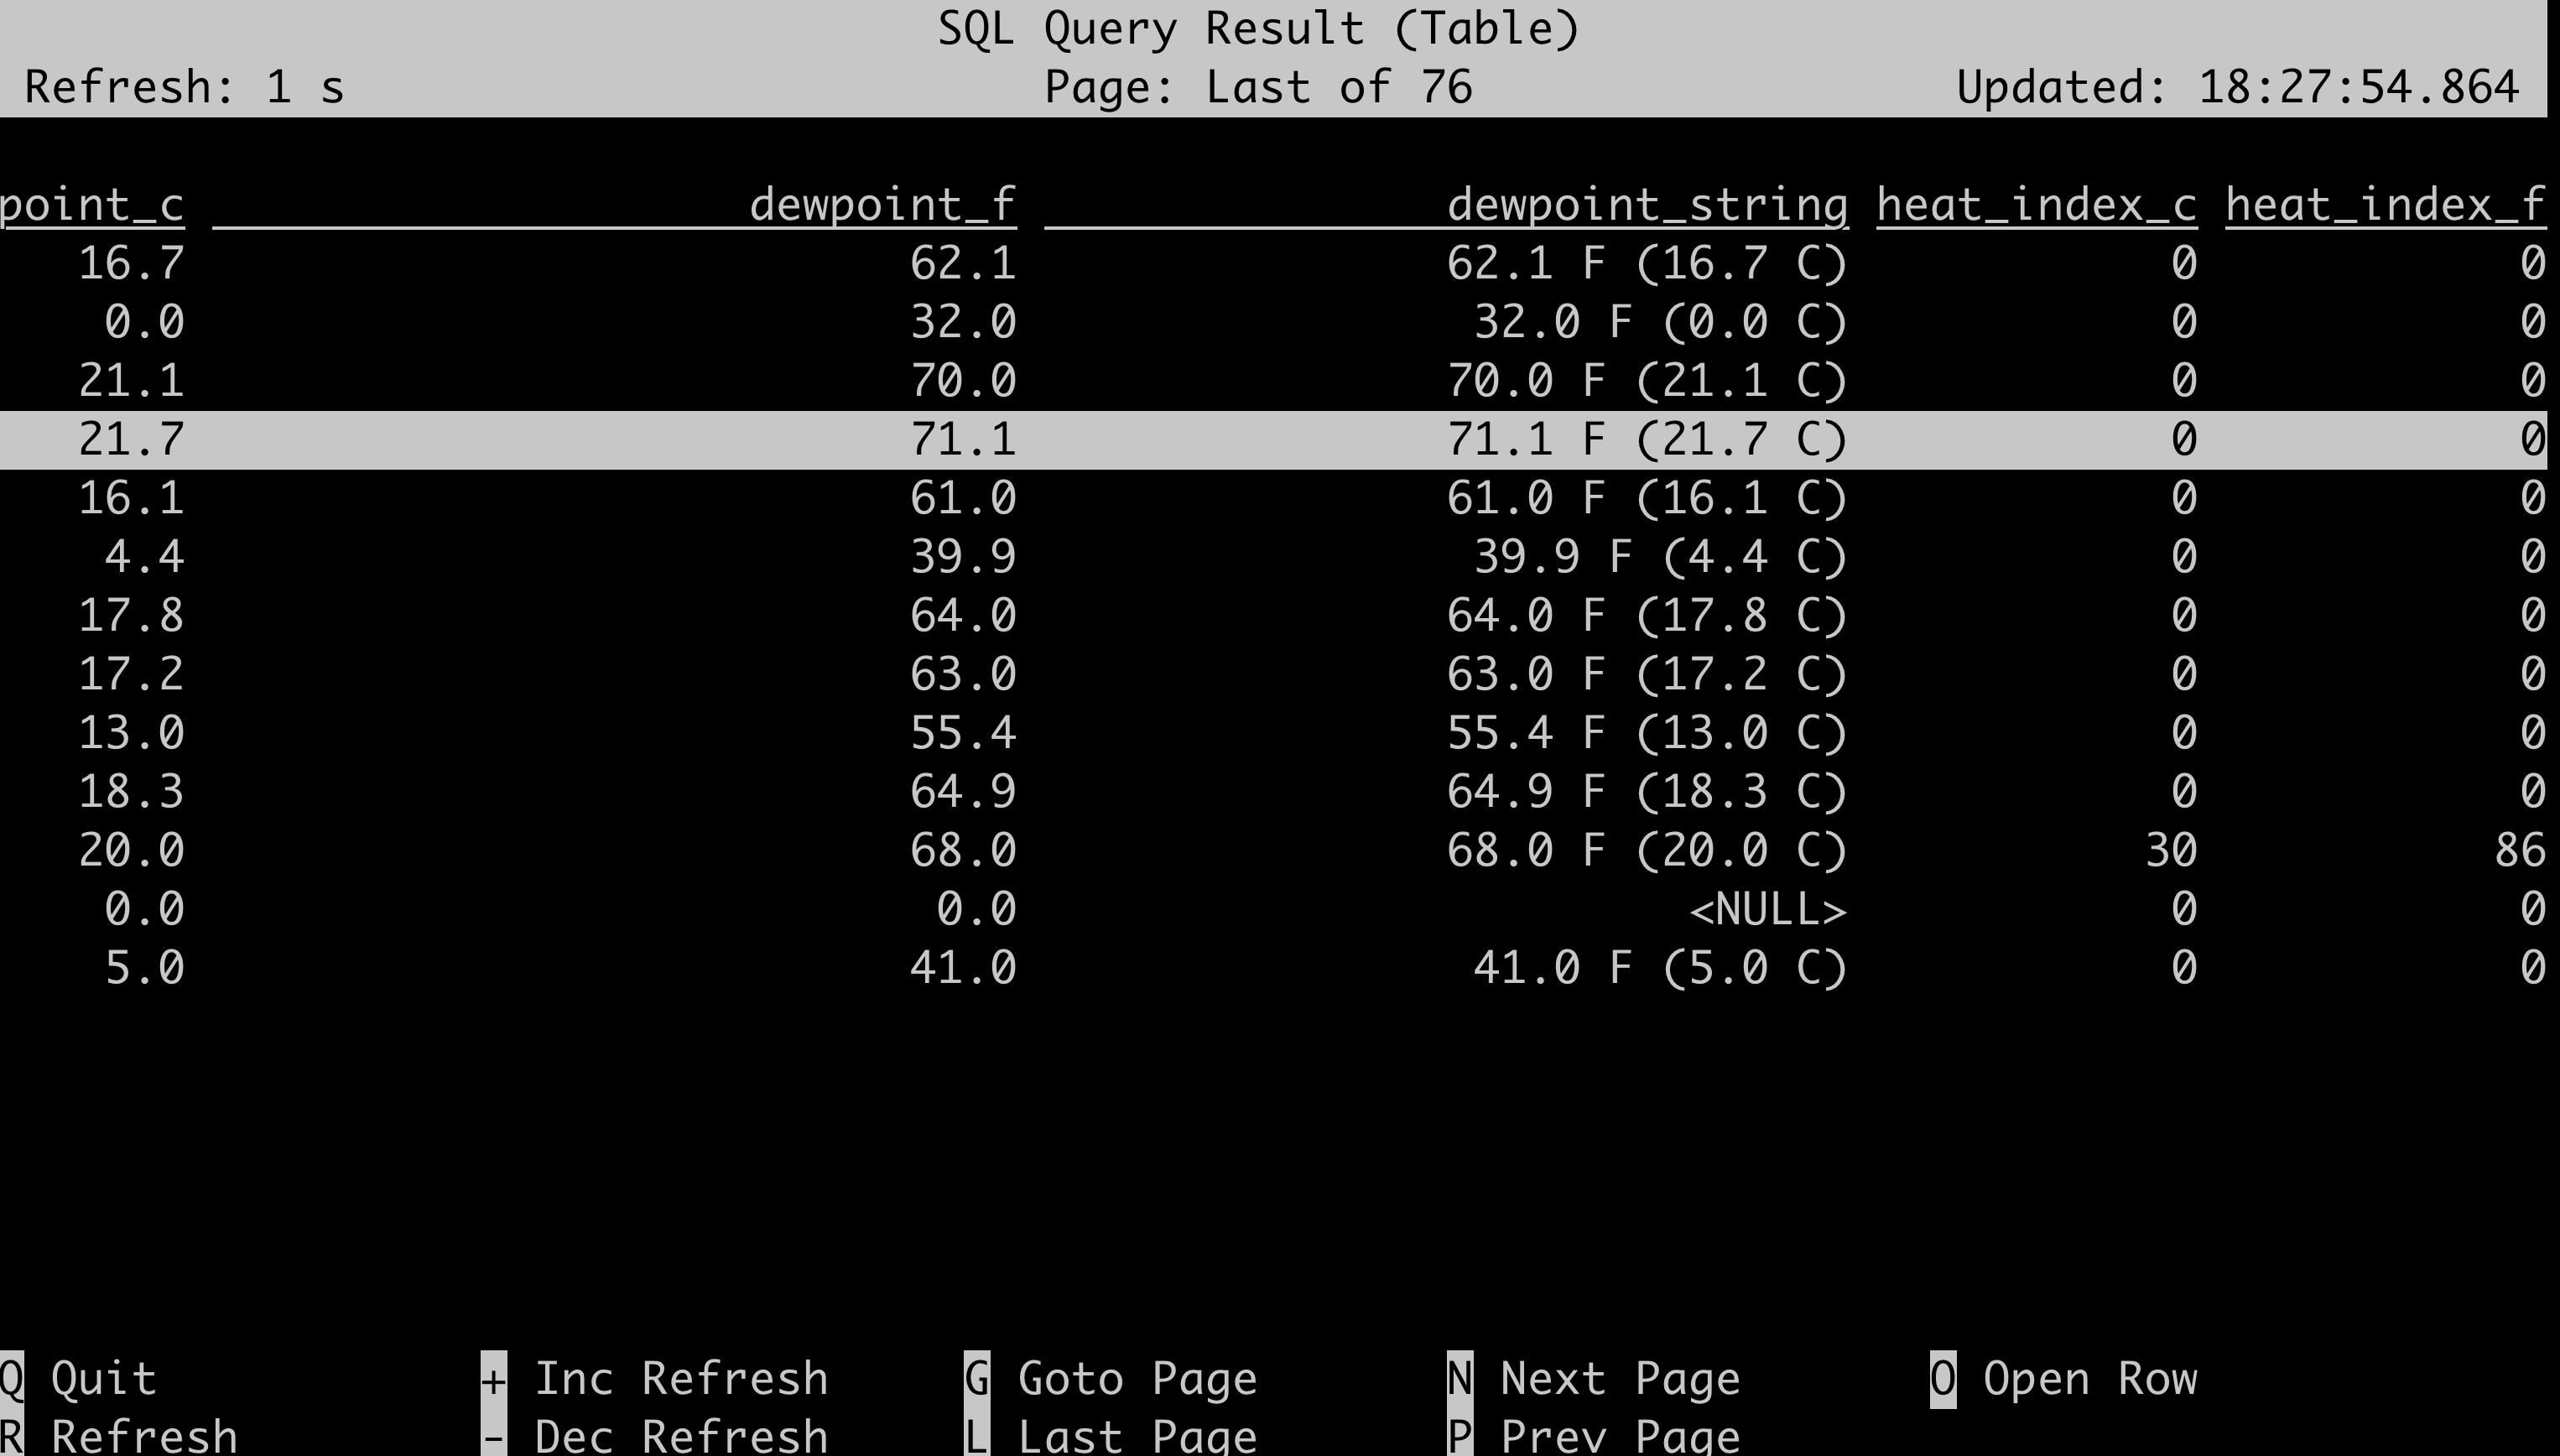 SQL Query Result (Table)
Refresh: 1 s Page: Last of 76 Updated: 18:27:54.864
point_c dewpoint_f dewpoint_string heat_index_c heat_index_f
16.7 62.1 62.1 F (16.7 C) 0 0
0.0 32.0 32.0 F (0.0 C) 0 0
21.1 70.0 70.0 F (21.1 C) 0 0
21.7 71.1 71.1 F (21.7 C) 0 0
16.1 61.0 61.0 F (16.1 C) 0 0
4.4 39.9 39.9 F (4.4 C) 0 0
17.8 64.0 64.0 F (17.8 C) 0 0
17.2 63.0 63.0 F (17.2 C) 0 0
13.0 55.4 55.4 F (13.0 C) 0 0
18.3 64.9 64.9 F (18.3 C) 0 0
20.0 68.0 68.0 F (20.0 C) 30 86
0.0 0.0 <NULL> 0 0
5.0 41.0 41.0 F (5.0 C) 0 0
Q Quit + Inc Refresh G Goto Page N Next Page O Open Row
R Refresh - Dec Refresh L Last Page P Prev Page